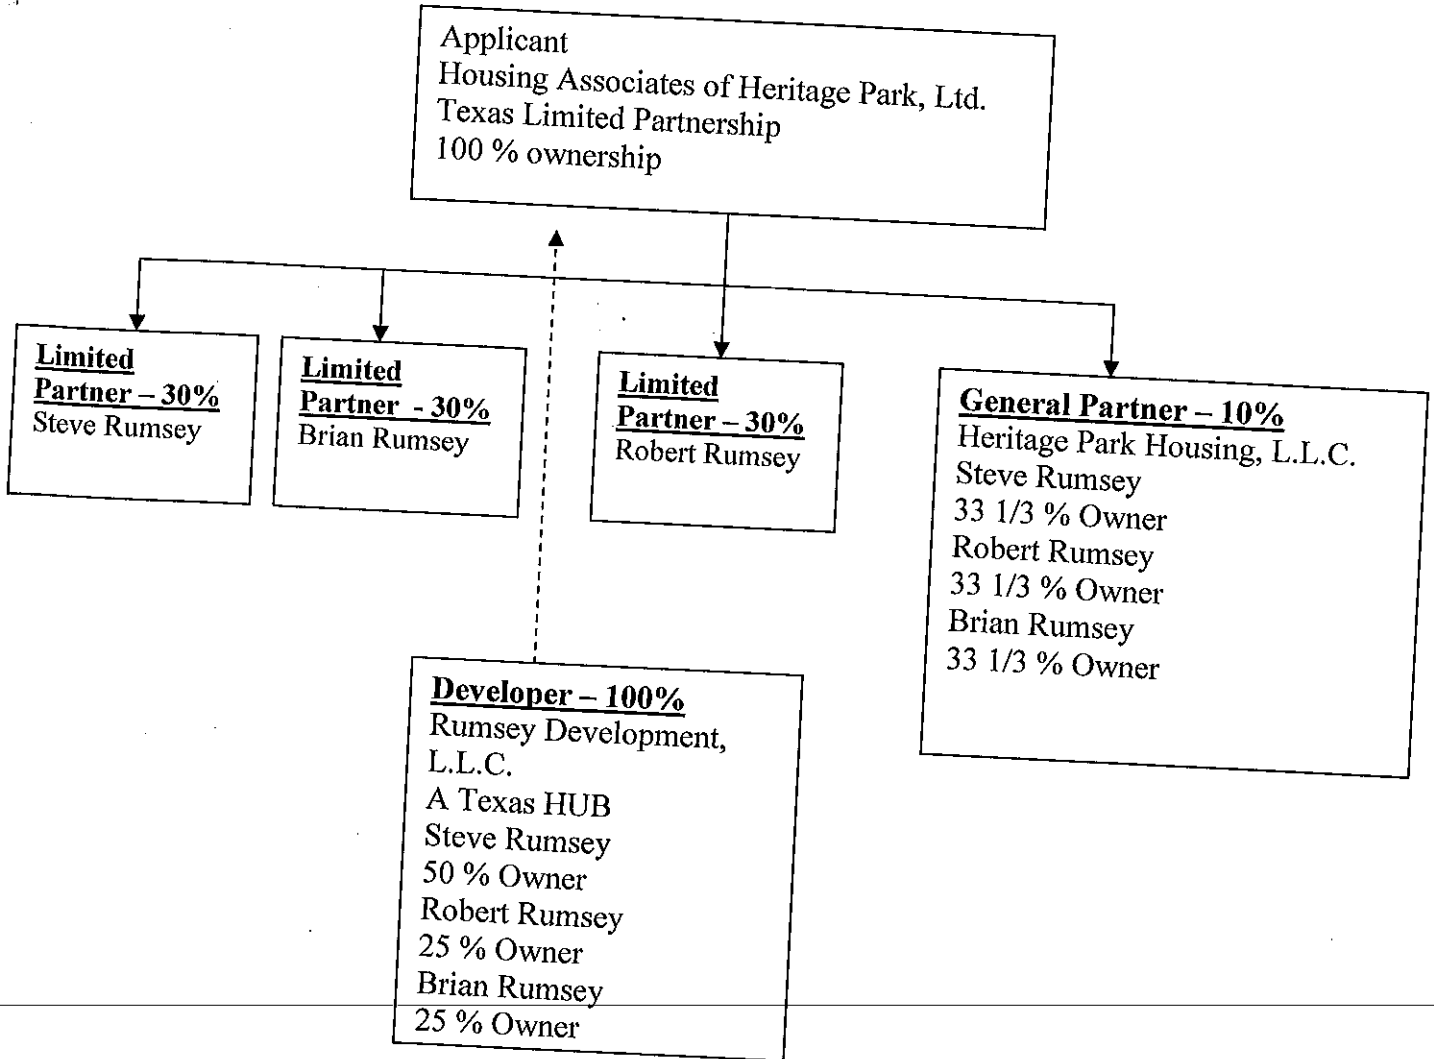 Applicant
Housing Associates of Heritage Park, Ltd.
Texas Limited Partnership
100 % ownership
Limited
Partner – 30%
Steve Rumsey
Limited
Partner - 30%
Brian Rumsey
Limited
Partner – 30%
Robert Rumsey
General Partner – 10%
Heritage Park Housing, L.L.C.
Steve Rumsey
33 1/3 % Owner
Robert Rumsey
33 1/3 % Owner
Brian Rumsey
33 1/3 % Owner
Developer – 100%
Rumsey Development,
L.L.C.
A Texas HUB
Steve Rumsey
50 % Owner
Robert Rumsey
25 % Owner
Brian Rumsey
25 % Owner